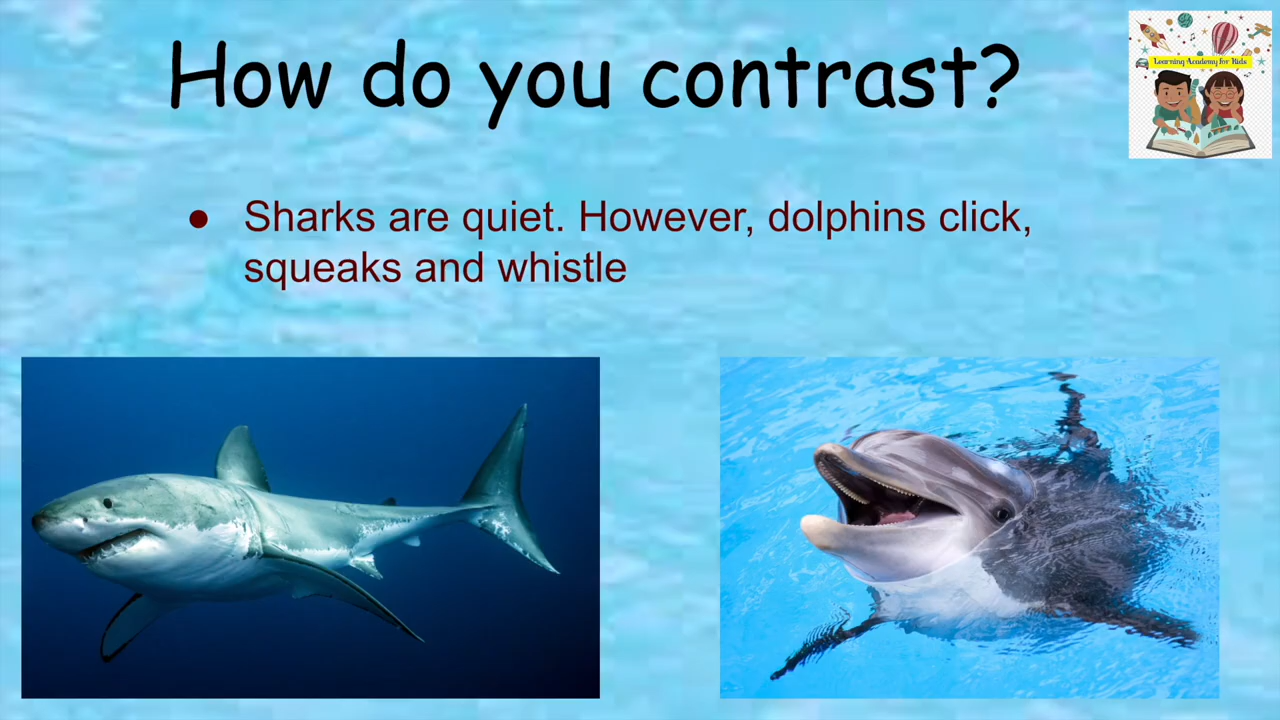 How do you contrast?
Learning Academy for Kids
● Sharks are quiet. However, dolphins click,
squeaks and whistle